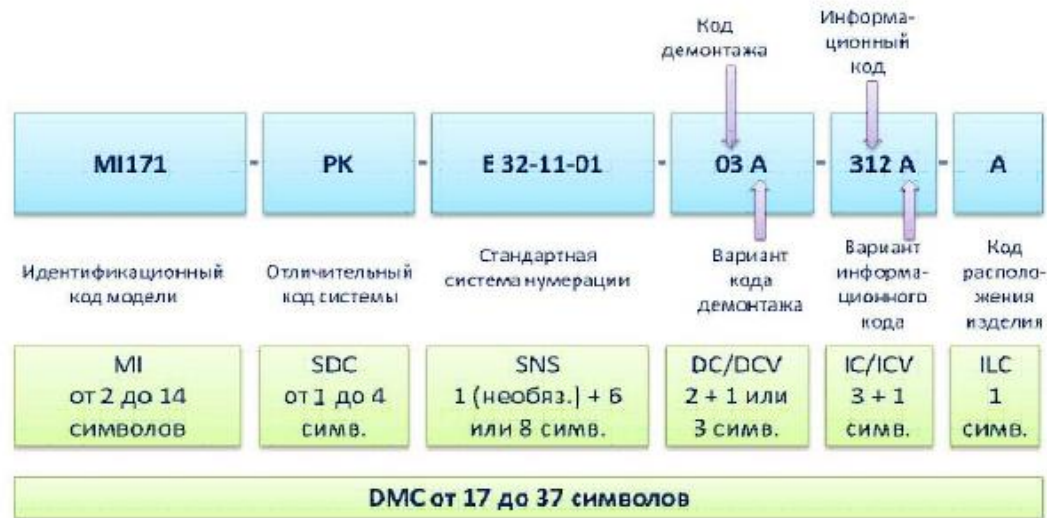 Код
демонтажа
Информа-
ционный
код
MI171 - PK - E 32-11-01 - 03 A - 312 A - A
Идентификационный
код модели
Отличительный
код системы
Стандартная
система нумерации
Вариант
кода
демонтажа
Вариант
информа-
ционного
кода
Код
располо-
жения
изделия
MI
от 2 до 14
символов
SDC
от 1 до 4
симв.
SNS
1 (необяз.) + 6
или 8 симв.
DC/DCV
2 + 1 или
3 симв.
IC/ICV
3 + 1
симв.
ILC
1
симв.
DMC от 17 до 37 символов